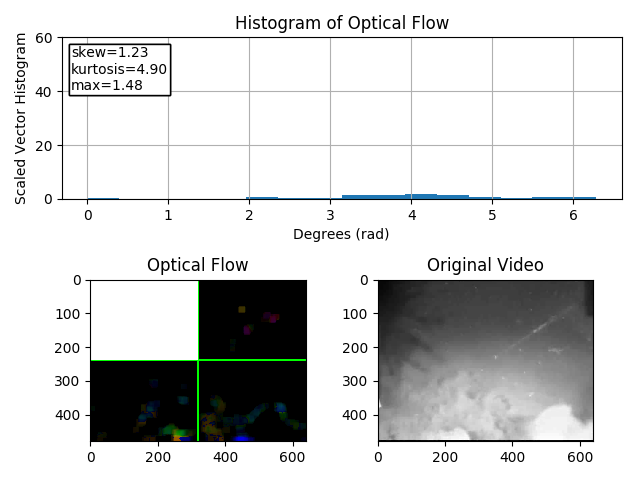 Histogram of Optical Flow
60
40
20
0
Scaled Vector Histogram
skew=1.23
kurtosis=4.90
max=1.48
0 1 2 3 4 5 6
Degrees (rad)
Optical Flow
0
100
200
300
400
0 200 400 600
Original Video
0
100
200
300
400
0 200 400 600